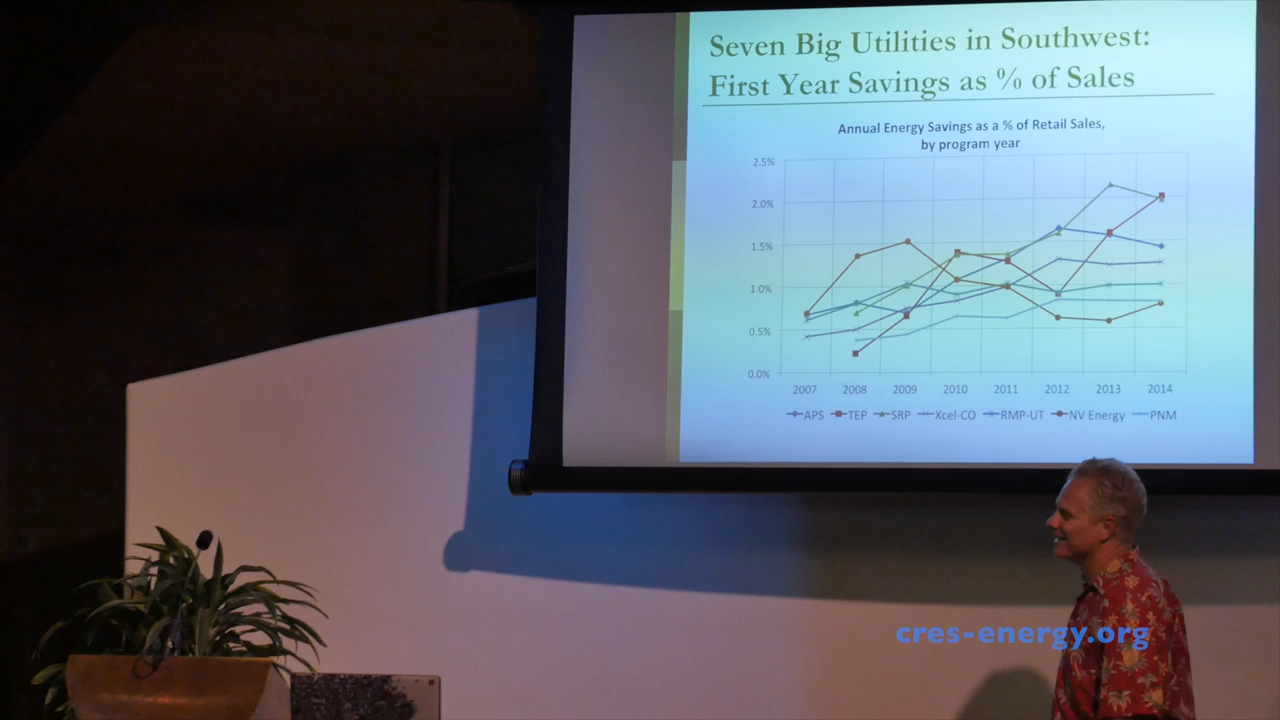 Seven Big Utilities in Southwest:
First Year Savings as % of Sales
Annual Energy Savings as a % of Retail Sales,
by program year
2.5%
2.0%
1.5%
1.0%
0.5%
0.0%
2007 2008 2009 2010 2011 2012 2013 2014
APS TEP SRP Xcel-CO RMP-UT NV Energy PNM
cres-energy.org